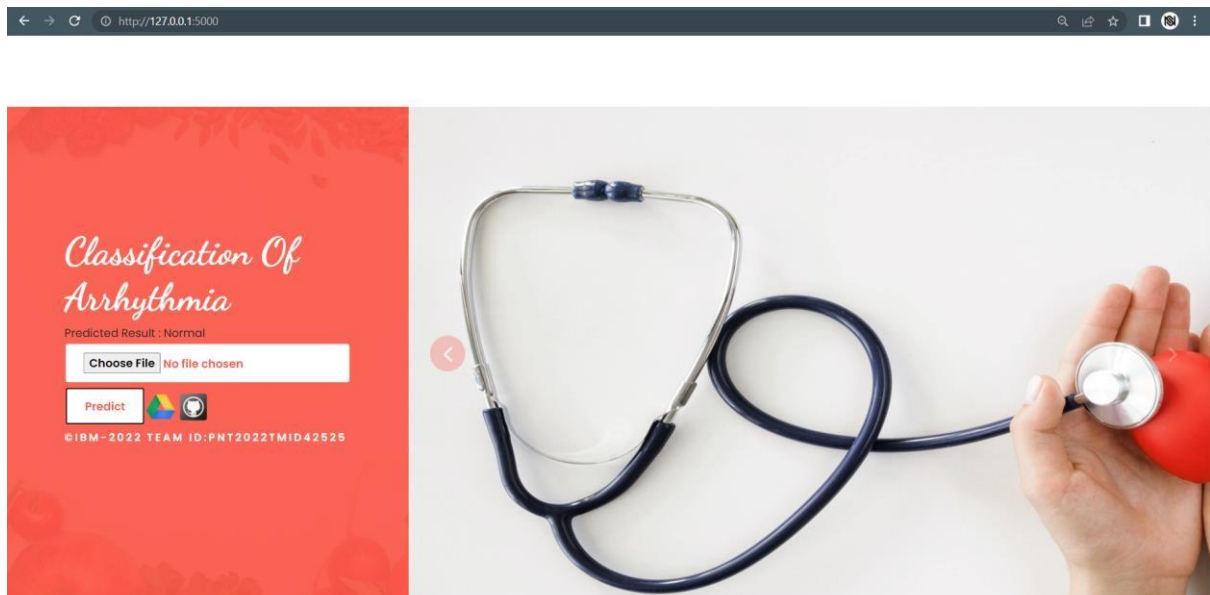 http://127.0.0.1:5000
Classification Of
Arrhythmia
Predicted Result : Normal
Choose File No file chosen
Predict
©IBM-2022 TEAM ID:PNT2022TMID42525